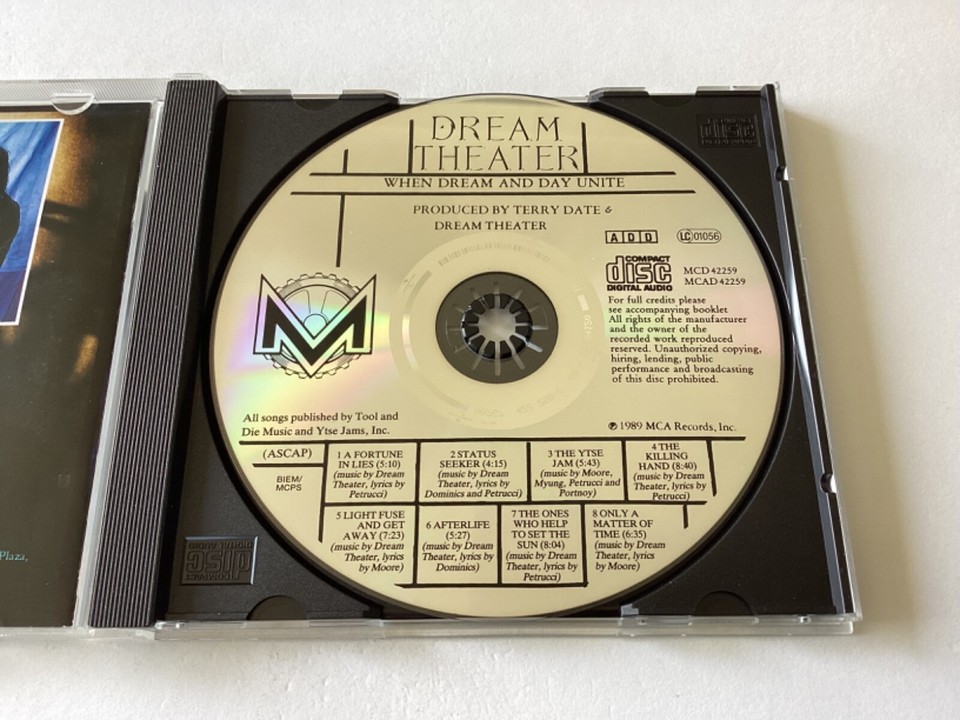 DREAM
THEATER
WHEN DREAM AND DAY UNITE
PRODUCED BY TERRY DATE &
DREAM THEATER
A D D
LC 01056
COMPACT
disc
DIGITAL AUDIO
MCD 42259
MCAD 42259
For full credits please
see accompanying booklet
All rights of the manufacturer
and the owner of the
recorded work reproduced
reserved. Unauthorized copying,
hiring, lending, public
performance and broadcasting
of this disc prohibited.
All songs published by Tool and
Die Music and Ytse Jams, Inc.
℗ 1989 MCA Records, Inc.
(ASCAP)
BIEM/
MCPS
1 A FORTUNE
IN LIES (5:10)
(music by Dream
Theater, lyrics by
Petrucci)
2 STATUS
SEEKER (4:15)
(music by Dream
Theater, lyrics by
Dominics and Petrucci)
3 THE YTSE
JAM (5:43)
(music by Moore,
Myung, Petrucci and
Portnoy)
4 THE
KILLING
HAND (8:40)
(music by Dream
Theater, lyrics by
Petrucci)
5 LIGHT FUSE
AND GET
AWAY (7:23)
(music by Dream
Theater, lyrics
by Moore)
6 AFTERLIFE
(5:27)
(music by Dream
Theater, lyrics by
Dominics)
7 THE ONES
WHO HELP
TO SET THE
SUN (8:04)
(music by Dream
Theater, lyrics by
Petrucci)
8 ONLY A
MATTER OF
TIME (6:35)
(music by Dream
Theater, lyrics
by Moore)
COMPACT
disc
DIGITAL AUDIO
COMPACT
disc
DIGITAL AUDIO
Plaza,